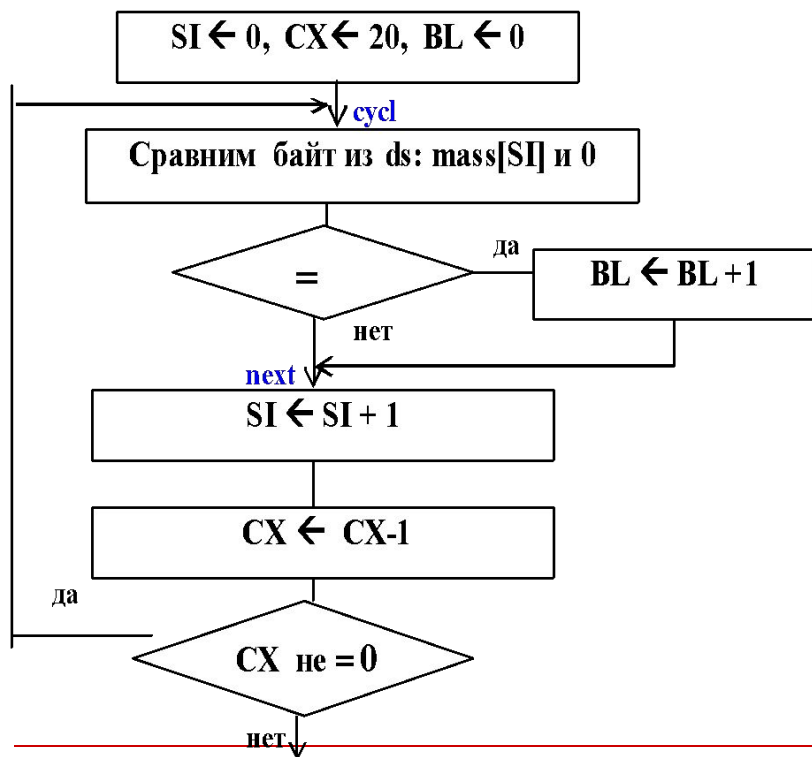 SI ← 0, CX ← 20, BL ← 0
cycl
Сравним байт из ds: mass[SI] и 0
=
да
BL ← BL +1
нет
next
SI ← SI + 1
CX ← CX-1
да
CX не = 0
нет